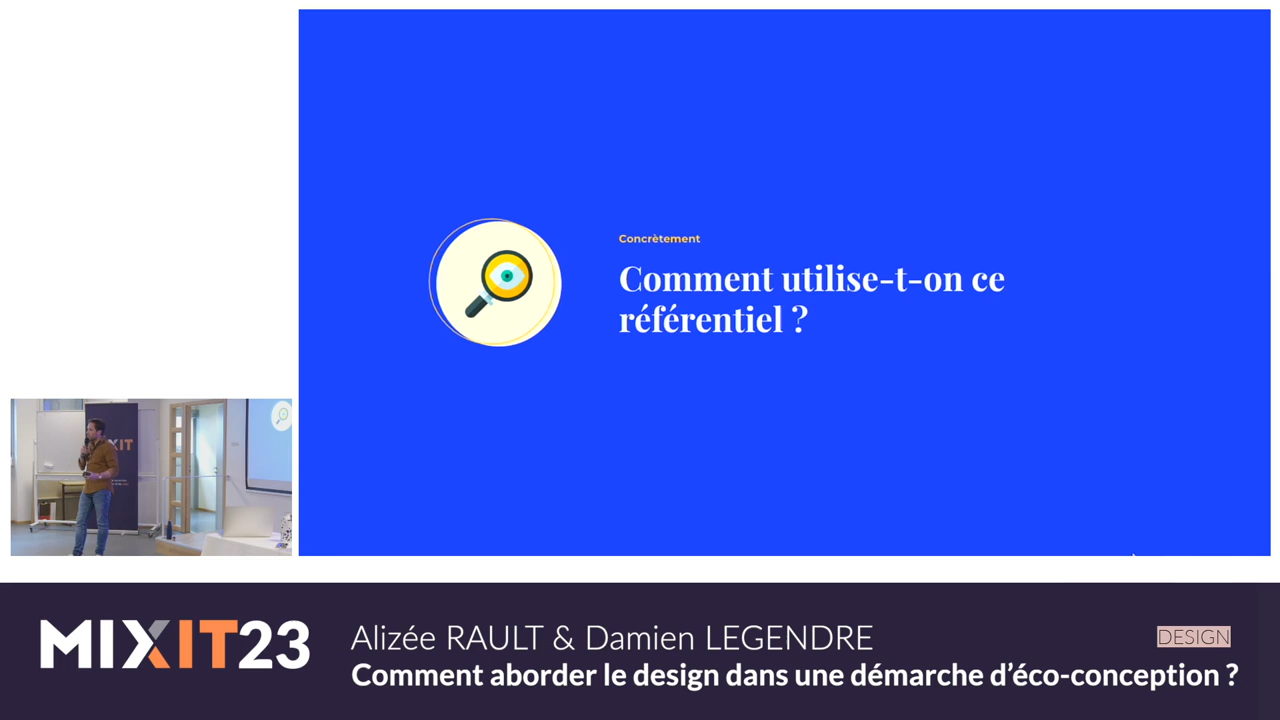 Concrètement
Comment utilise-t-on ce
référentiel ?
XIT
MIXIT23
Alizée RAULT & Damien LEGENDRE
DESIGN
Comment aborder le design dans une démarche d’éco-conception ?